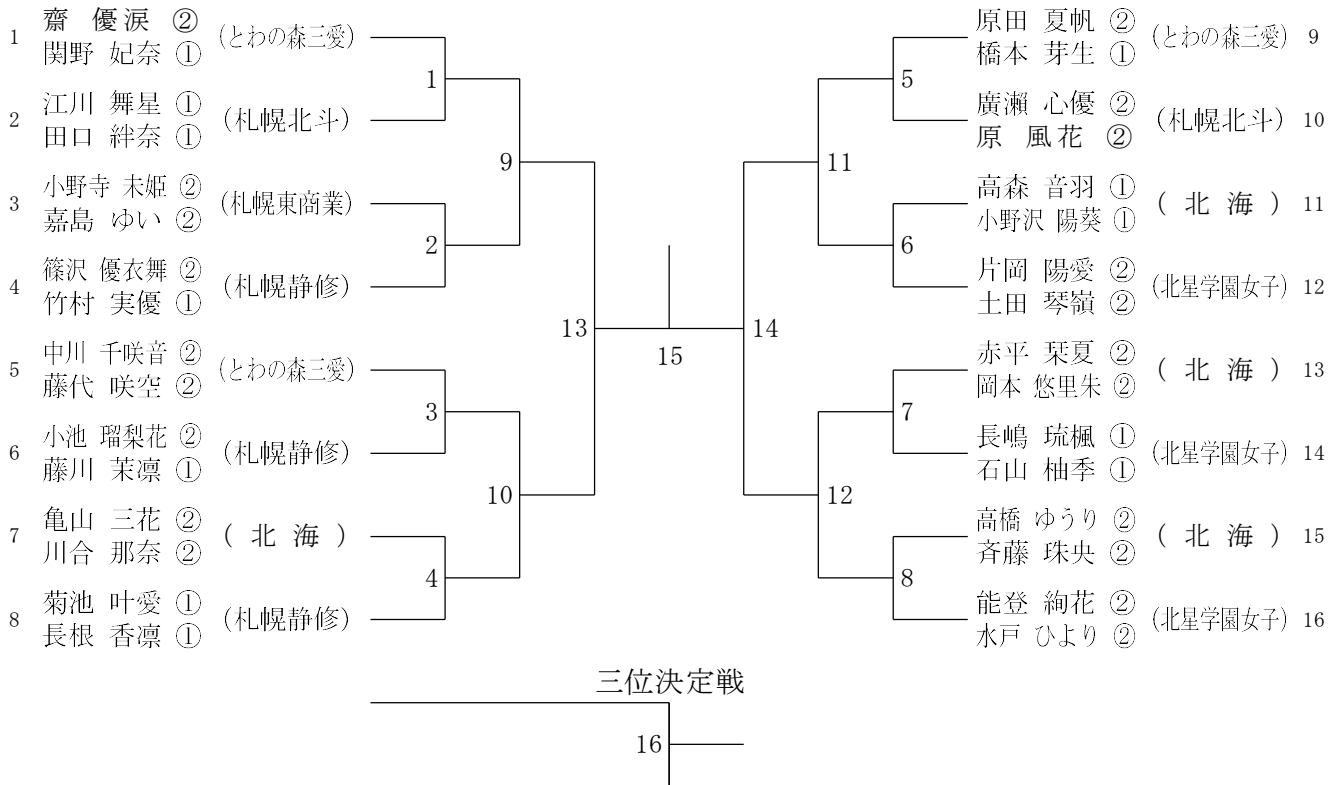 1 齋 優涙 ② (とわの森三愛)
関野 妃奈 ①
2 江川 舞星 ① (札幌北斗)
田口 絆奈 ①
3 小野寺 未姫 ② (札幌東商業)
嘉島 ゆい ②
4 篠沢 優衣舞 ② (札幌静修)
竹村 実優 ①
5 中川 千咲音 ② (とわの森三愛)
藤代 咲空 ②
6 小池 瑠梨花 ② (札幌静修)
藤川 茉凛 ①
7 亀山 三花 ② ( 北 海 )
川合 那奈 ②
8 菊池 叶愛 ① (札幌静修)
長根 香凛 ①
1
2
3
4
9
10
13
15
14
11
12
5
6
7
8
原田 夏帆 ② (とわの森三愛) 9
橋本 芽生 ①
廣瀬 心優 ② (札幌北斗) 10
原 風花 ②
高森 音羽 ① ( 北 海 ) 11
小野沢 陽葵 ①
片岡 陽愛 ② (北星学園女子) 12
土田 琴嶺 ②
赤平 栞夏 ② ( 北 海 ) 13
岡本 悠里朱 ②
長嶋 琉楓 ① (北星学園女子) 14
石山 柚季 ①
高橋 ゆうり ② ( 北 海 ) 15
斉藤 珠央 ②
能登 絢花 ② (北星学園女子) 16
水戸 ひより ②
三位決定戦
16